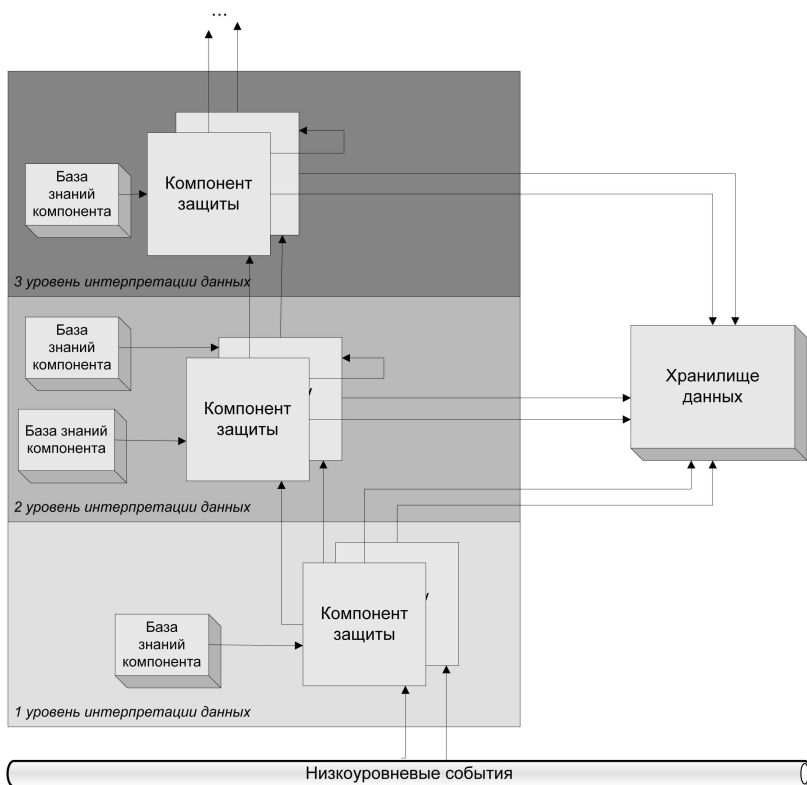 ...
База
знаний
компонента
Компонент
защиты
3 уровень интерпретации данных
База
знаний
компонента
Хранилище
данных
База знаний
компонента
Компонент
защиты
2 уровень интерпретации данных
База
знаний
компонента
Компонент
защиты
1 уровень интерпретации данных
Низкоуровневые события